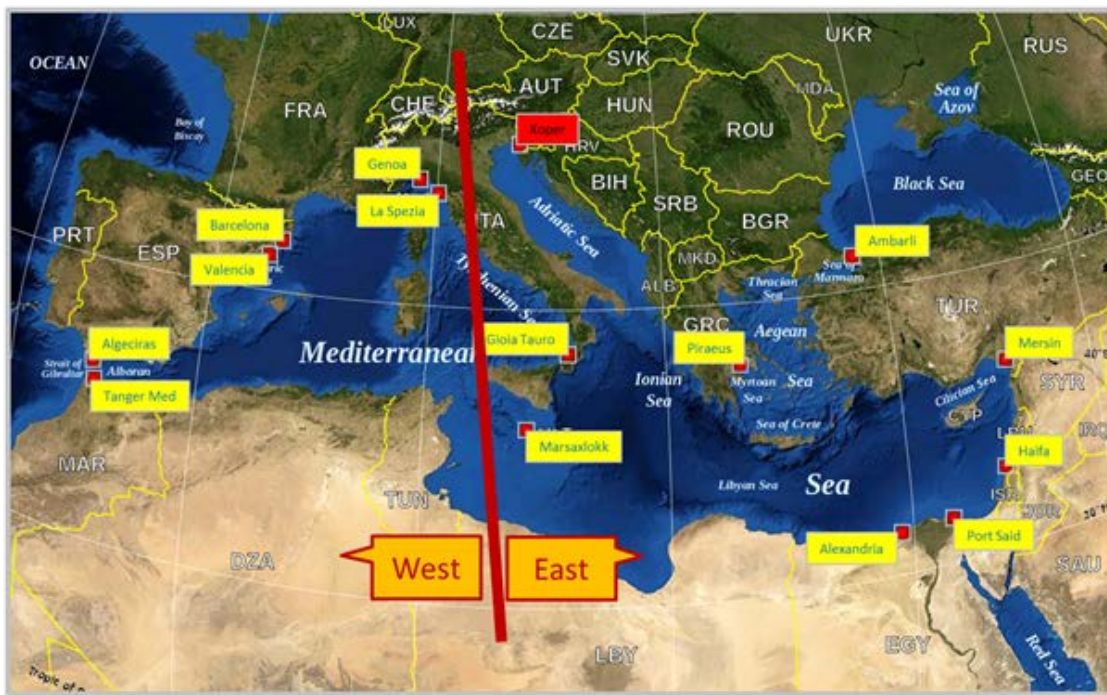 LUX
CZE
UKR
RUS
OCEAN
SVK
AUT
FRA
CHE
HUN
MDA
Sea of
Azov
Bay of
Biscay
Koper
ROU
HRV
Genoa
GEO
BIH
Black Sea
La Spezia
ITA
SRB
Barcelona
Adriatic Sea
BGR
PRT
ESP
Valencia
MKD
Ambarli
Sea of
Marmara
ALB
Thracian
Sea
Tyrrhenian Sea
TUR
GRC
Aegean
Algeciras
Gioia Tauro
Piraeus
Mersin
Mediterranean
Strait of
Gibraltar
Alboran
Ionian
Sea
Myrtoan
Sea
Sea
Cilician Sea
SYR
Tanger Med
CYP
Sea of Crete
Marsaxlokk
Haifa
IRQ
MAR
TUN
Libyan Sea
Sea
ISR
JOR
Alexandria
Port Said
DZA
West
East
SAU
LBY
EGY
Red Sea